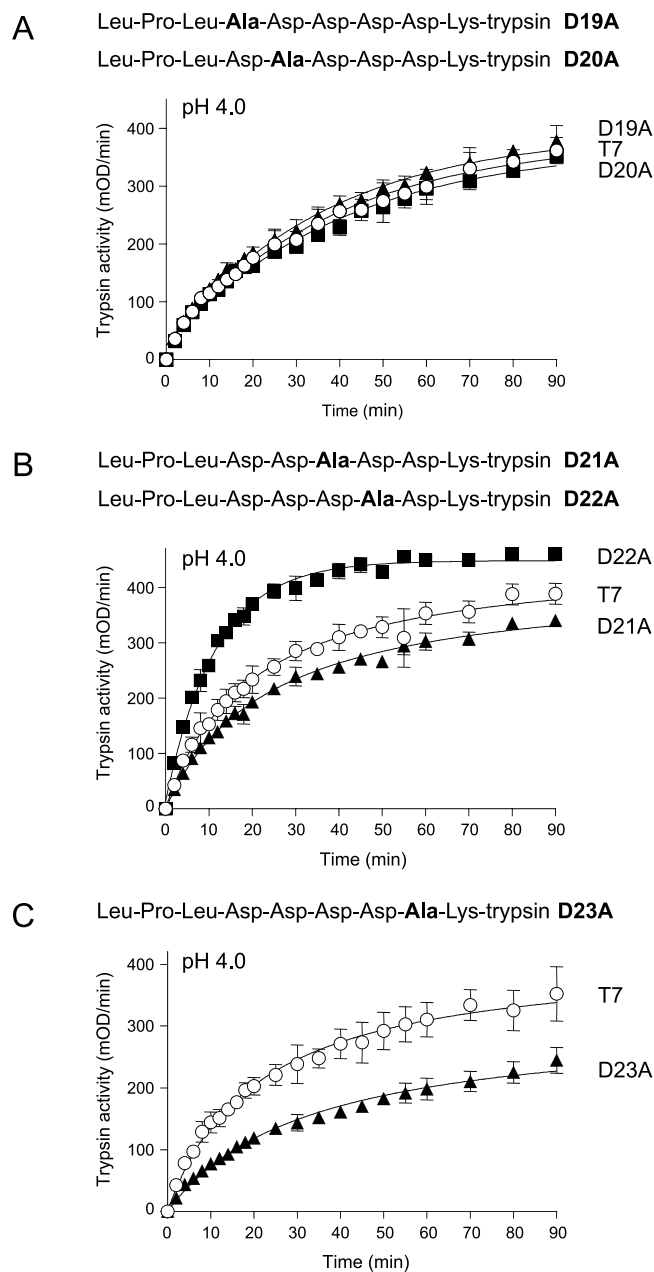 A
Leu-Pro-Leu-Ala-Asp-Asp-Asp-Asp-Lys-trypsin D19A
Leu-Pro-Leu-Asp-Ala-Asp-Asp-Asp-Lys-trypsin D20A
pH 4.0
Trypsin activity (mOD/min)
400
300
200
100
0
D19A
T7
D20A
0 10 20 30 40 50 60 70 80 90
Time (min)
B
Leu-Pro-Leu-Asp-Asp-Ala-Asp-Asp-Lys-trypsin D21A
Leu-Pro-Leu-Asp-Asp-Asp-Ala-Asp-Lys-trypsin D22A
pH 4.0
Trypsin activity (mOD/min)
400
300
200
100
0
D22A
T7
D21A
0 10 20 30 40 50 60 70 80 90
Time (min)
C
Leu-Pro-Leu-Asp-Asp-Asp-Asp-Ala-Lys-trypsin D23A
pH 4.0
Trypsin activity (mOD/min)
400
300
200
100
0
T7
D23A
0 10 20 30 40 50 60 70 80 90
Time (min)